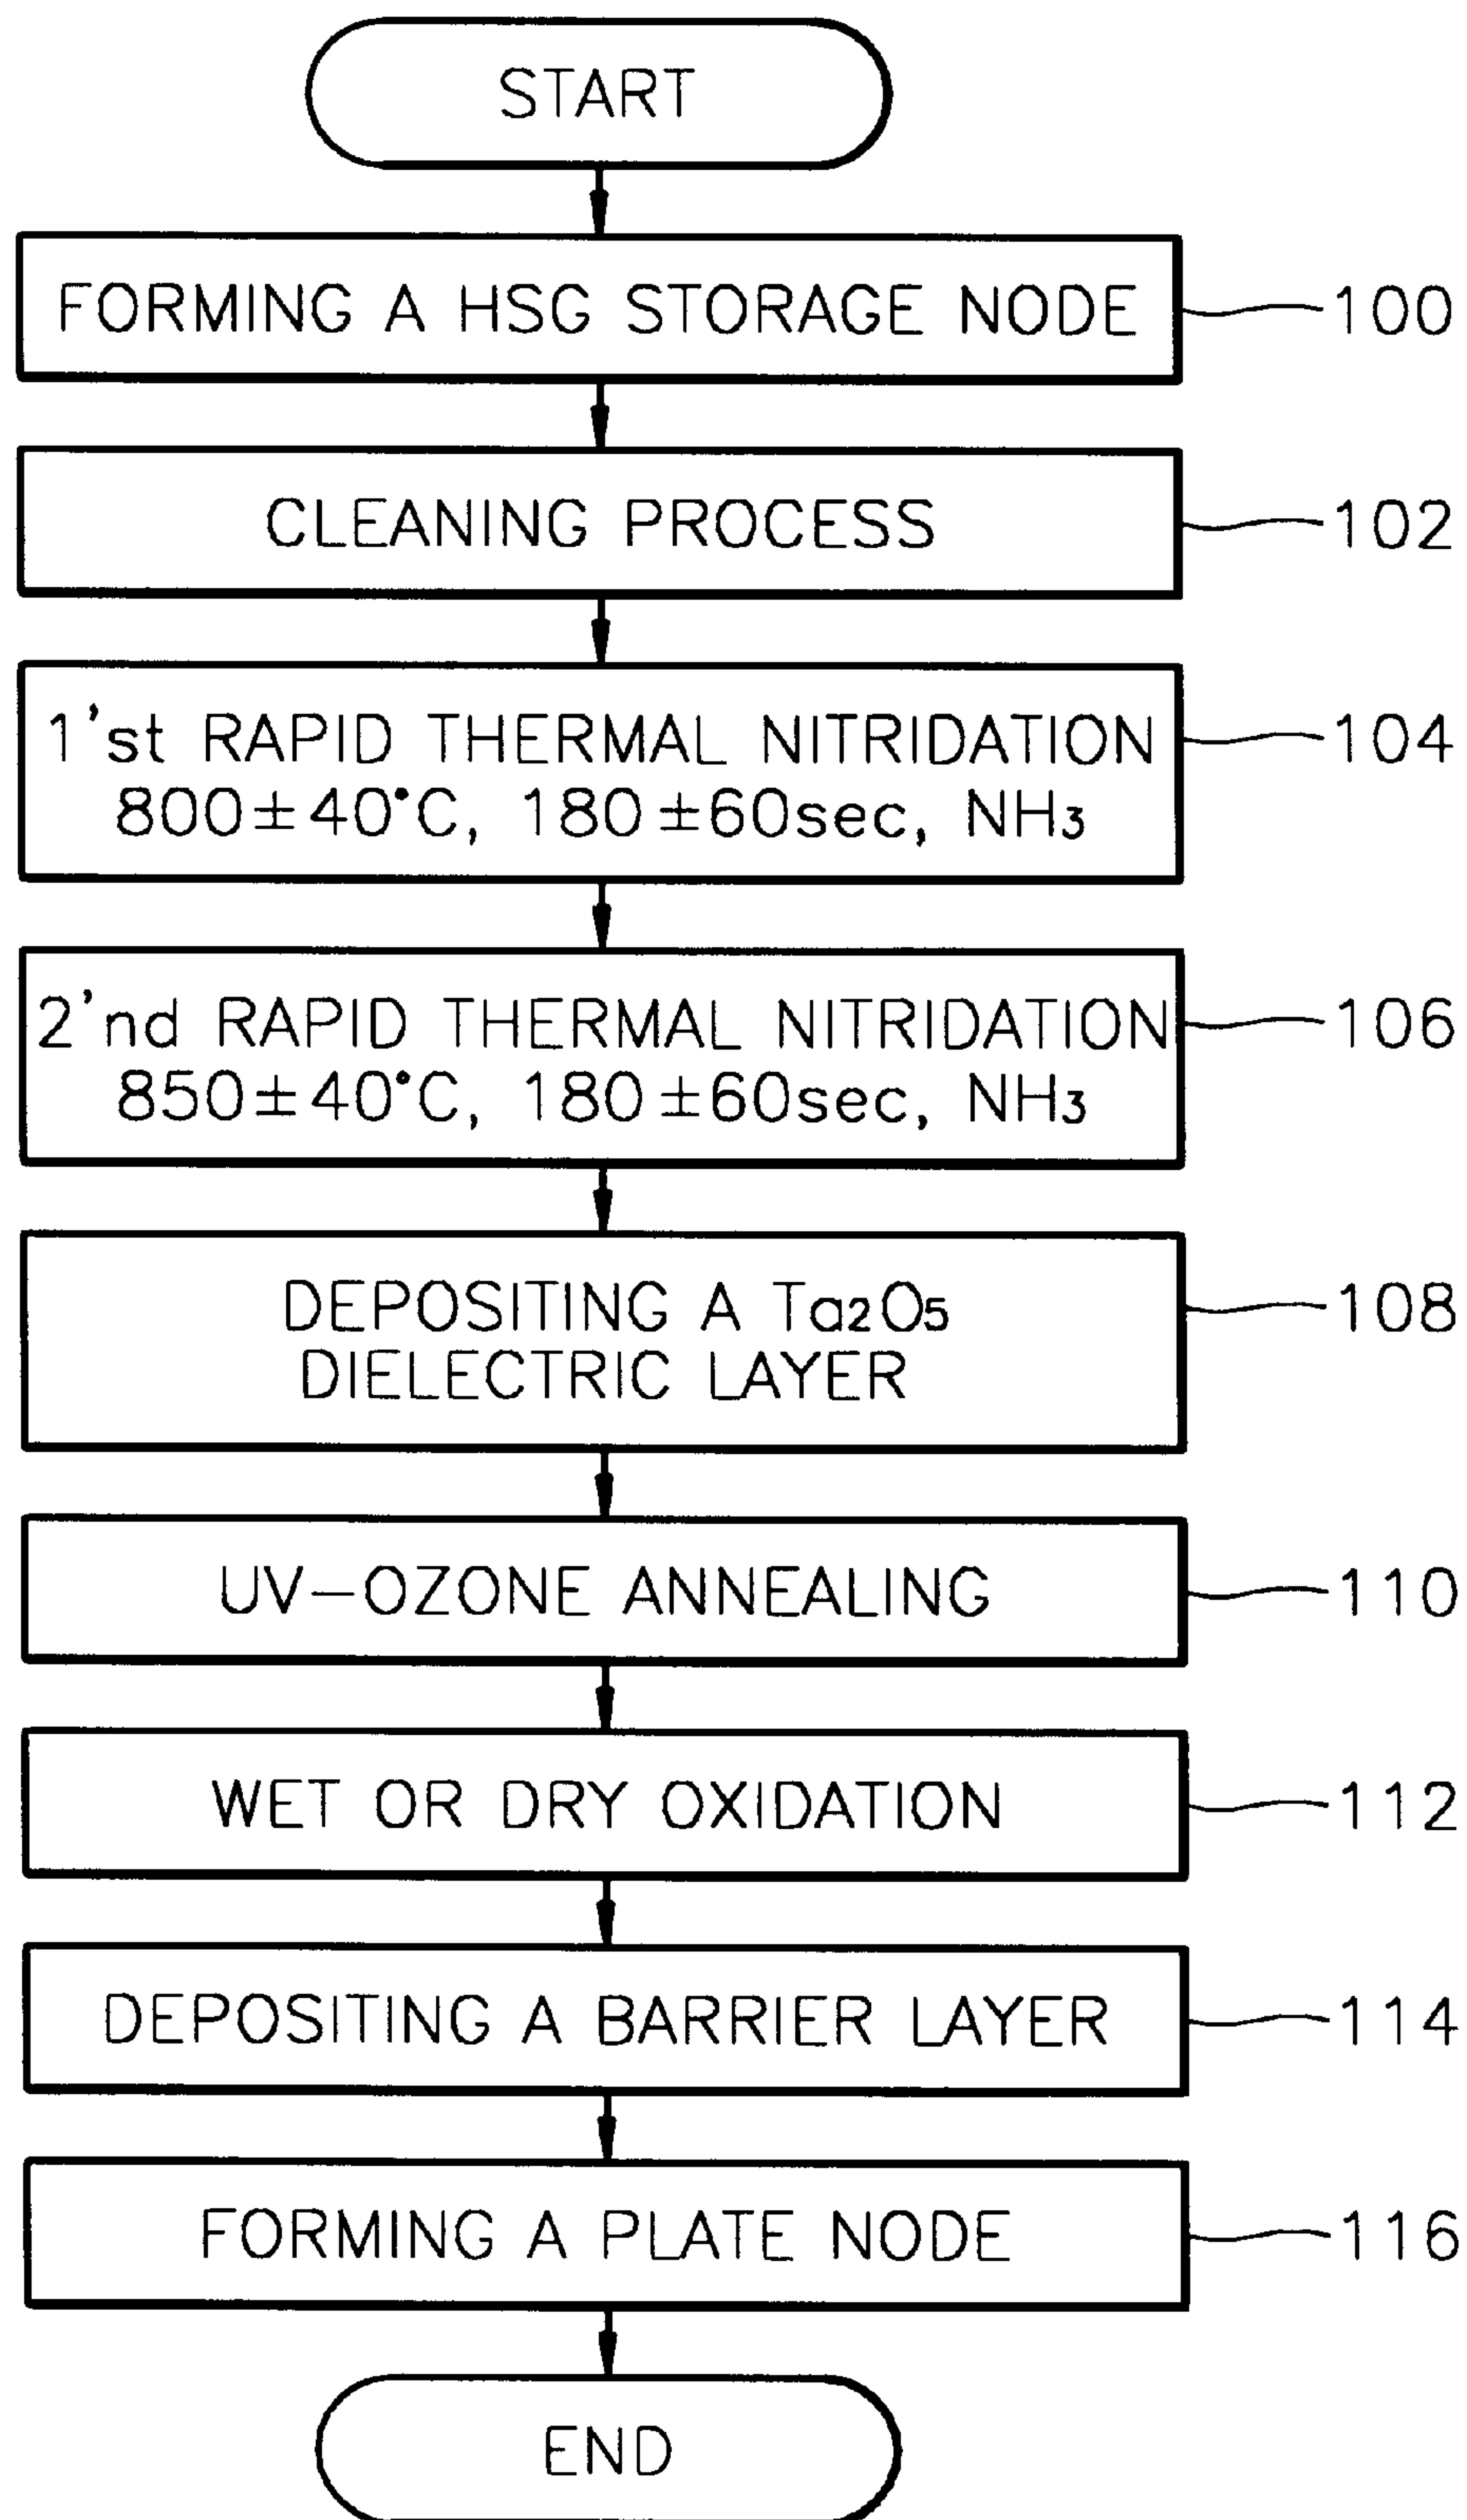 START
FORMING A HSG STORAGE NODE 100
CLEANING PROCESS 102
1'st RAPID THERMAL NITRIDATION 104
800±40°C, 180±60sec, NH₃
2'nd RAPID THERMAL NITRIDATION 106
850±40°C, 180±60sec, NH₃
DEPOSITING A Ta₂O₅ 108
DIELECTRIC LAYER
UV-OZONE ANNEALING 110
WET OR DRY OXIDATION 112
DEPOSITING A BARRIER LAYER 114
FORMING A PLATE NODE 116
END